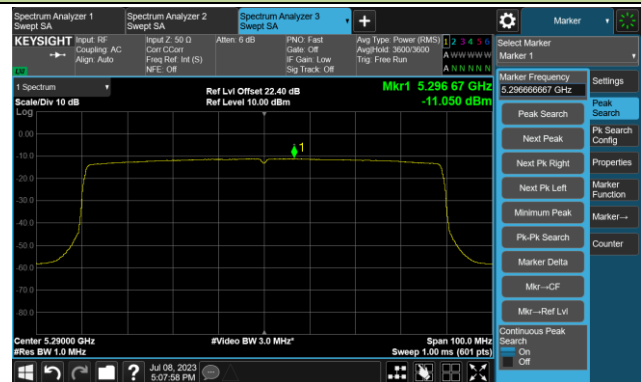 Spectrum Analyzer 1
Swept SA
Spectrum Analyzer 2
Swept SA
Spectrum Analyzer 3
Swept SA
Marker
KEYSIGHT
Input: RF
Coupling: AC
Align: Auto
Input Z: 50 Ω
Corr CCorr
Freq Ref: Int (S)
NFE: Off
Atten: 6 dB
PNO: Fast
Gate: Off
IF Gain: Low
Sig Track: Off
Avg Type: Power (RMS)
Avg|Hold: 3600/3600
Trig: Free Run
1 2 3 4 5 6
A W W W W W
A N N N N N
Select Marker
Marker 1
1 Spectrum
Scale/Div 10 dB
Log
Ref Lvl Offset 22.40 dB
Ref Level 10.00 dBm
Mkr1 5.296 67 GHz
-11.050 dBm
0.00
-10.0
-20.0
-30.0
-40.0
-50.0
-60.0
-70.0
-80.0
1
Center 5.29000 GHz
#Res BW 1.0 MHz
#Video BW 3.0 MHz*
Span 100.0 MHz
Sweep 1.00 ms (601 pts)
Marker Frequency
5.296666667 GHz
Peak Search
Next Peak
Next Pk Right
Next Pk Left
Minimum Peak
Pk-Pk Search
Marker Delta
Mkr→CF
Mkr→Ref Lvl
Continuous Peak
Search
On
Off
Settings
Peak
Search
Pk Search
Config
Properties
Marker
Function
Marker→
Counter
?
Jul 08, 2023
5:07:58 PM